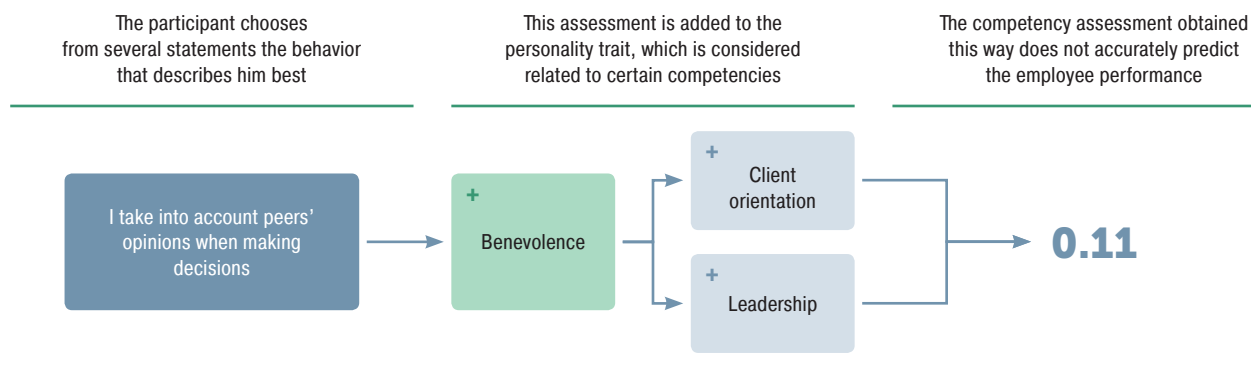 The participant chooses
from several statements the behavior
that describes him best
This assessment is added to the
personality trait, which is considered
related to certain competencies
The competency assessment obtained
this way does not accurately predict
the employee performance
I take into account peers’
opinions when making
decisions
+
Benevolence
+
Client
orientation
+
Leadership
0.11